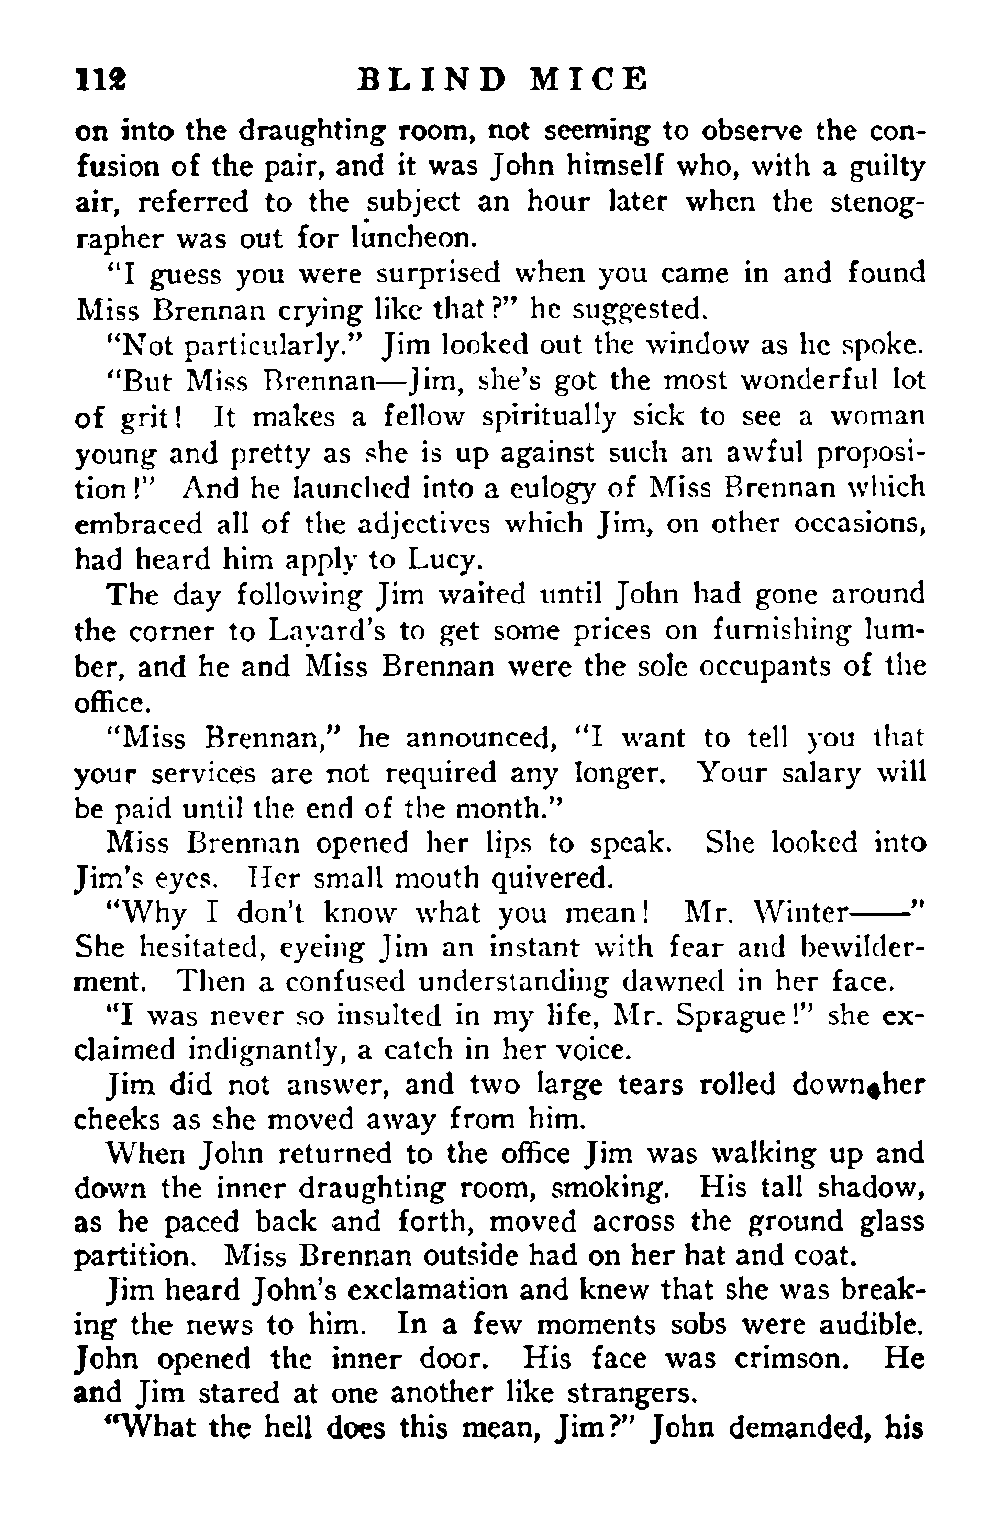 112 BLIND MICE
on into the draughting room, not seeming to observe the con-
fusion of the pair, and it was John himself who, with a guilty
air, referred to the subject an hour later when the stenog-
rapher was out for luncheon.
“I guess you were surprised when you came in and found
Miss Brennan crying like that?” he suggested.
“Not particularly.” Jim looked out the window as he spoke.
“But Miss Brennan—Jim, she’s got the most wonderful lot
of grit! It makes a fellow spiritually sick to see a woman
young and pretty as she is up against such an awful proposi-
tion!” And he launched into a eulogy of Miss Brennan which
embraced all of the adjectives which Jim, on other occasions,
had heard him apply to Lucy.
The day following Jim waited until John had gone around
the corner to Layard’s to get some prices on furnishing lum-
ber, and he and Miss Brennan were the sole occupants of the
office.
“Miss Brennan,” he announced, “I want to tell you that
your services are not required any longer. Your salary will
be paid until the end of the month.”
Miss Brennan opened her lips to speak. She looked into
Jim’s eyes. Her small mouth quivered.
“Why I don’t know what you mean! Mr. Winter——”
She hesitated, eyeing Jim an instant with fear and bewilder-
ment. Then a confused understanding dawned in her face.
“I was never so insulted in my life, Mr. Sprague!” she ex-
claimed indignantly, a catch in her voice.
Jim did not answer, and two large tears rolled down her
cheeks as she moved away from him.
When John returned to the office Jim was walking up and
down the inner draughting room, smoking. His tall shadow,
as he paced back and forth, moved across the ground glass
partition. Miss Brennan outside had on her hat and coat.
Jim heard John’s exclamation and knew that she was break-
ing the news to him. In a few moments sobs were audible.
John opened the inner door. His face was crimson. He
and Jim stared at one another like strangers.
“What the hell does this mean, Jim?” John demanded, his